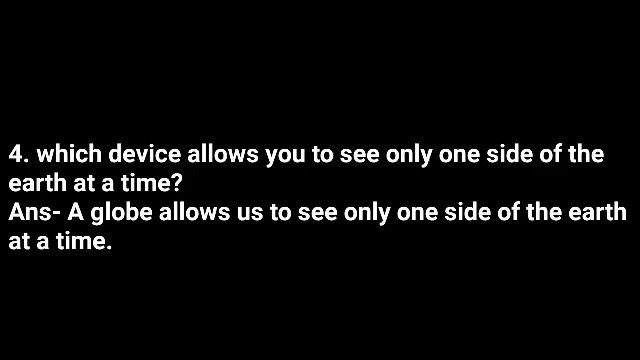 4. which device allows you to see only one side of the
earth at a time?
Ans- A globe allows us to see only one side of the earth
at a time.